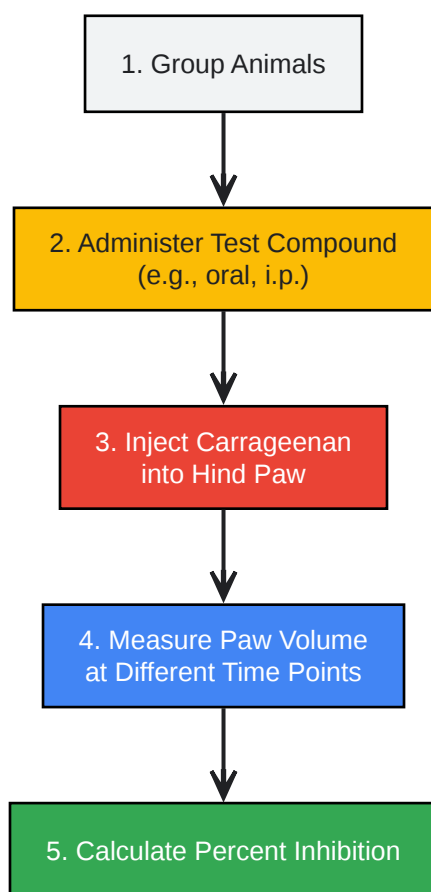 1. Group Animals
2. Administer Test Compound
(e.g., oral, i.p.)
3. Inject Carrageenan
into Hind Paw
4. Measure Paw Volume
at Different Time Points
5. Calculate Percent Inhibition